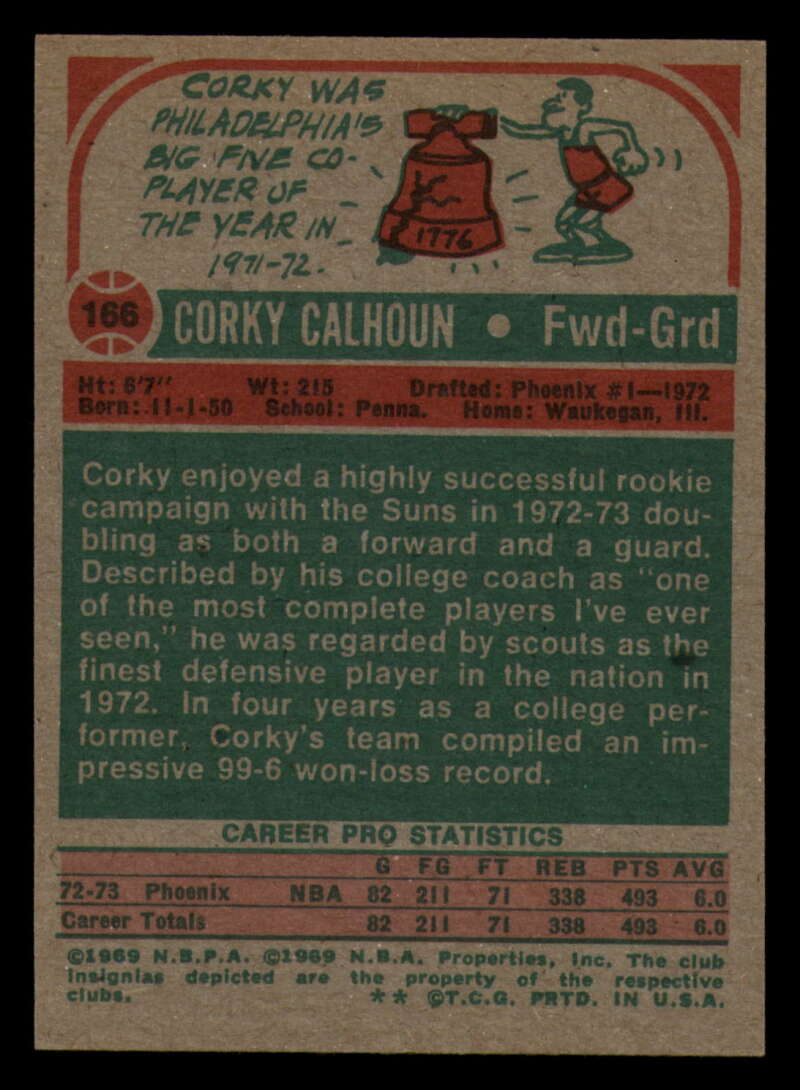 CORKY WAS
PHILADELPHIA'S
BIG FIVE CO-
PLAYER OF
THE YEAR IN
1971-72.
1776
166
CORKY CALHOUN • Fwd-Grd
Ht: 6'7" Wt: 215 Drafted: Phoenix #1—1972
Born: 11-1-50 School: Penna. Home: Waukegan, Ill.
Corky enjoyed a highly successful rookie
campaign with the Suns in 1972-73 dou-
bling as both a forward and a guard.
Described by his college coach as "one
of the most complete players I've ever
seen," he was regarded by scouts as the
finest defensive player in the nation in
1972. In four years as a college per-
former, Corky's team compiled an im-
pressive 99-6 won-loss record.
CAREER PRO STATISTICS
G FG FT REB PTS AVG
72-73 Phoenix NBA 82 211 71 338 493 6.0
Career Totals 82 211 71 338 493 6.0
©1969 N.B.P.A. ©1969 N.B.A. Properties, Inc. The club
insignias depicted are the property of the respective
clubs. ** ©T.C.G. PRTD. IN U.S.A.